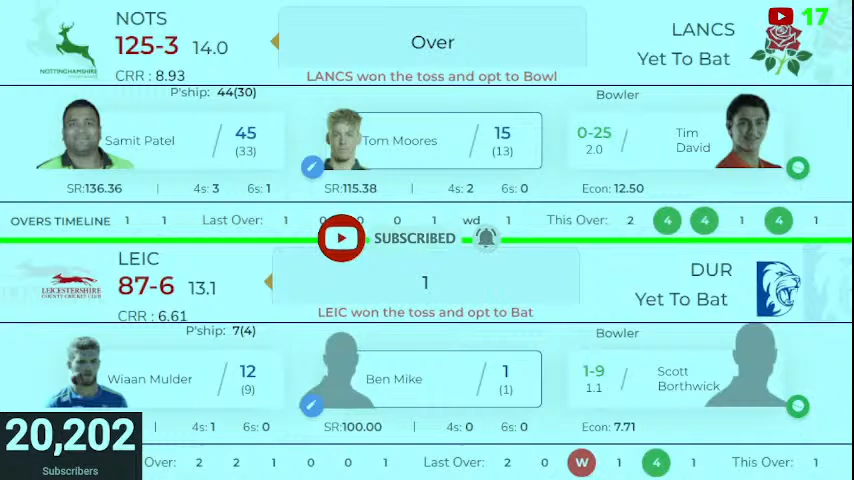 NOTS
125-3 14.0
CRR : 8.93
NOTTINGHAMSHIRE
Over
LANCS won the toss and opt to Bowl
LANCS
Yet To Bat
17
P'ship: 44(30)
Samit Patel
45
(33)
Tom Moores
15
(13)
Bowler
0-25
2.0
Tim
David
SR:136.36 | 4s: 3 6s: 1
SR:115.38 | 4s: 2 6s: 0
Econ: 12.50
OVERS TIMELINE 1 1 Last Over: 1 0 0 0 1 wd 1 This Over: 2 4 4 1 4 1
SUBSCRIBED
LEIC
87-6 13.1
CRR : 6.61
LEICESTERSHIRE
COUNTY CRICKET CLUB
1
LEIC won the toss and opt to Bat
DUR
Yet To Bat
P'ship: 7(4)
Wiaan Mulder
12
(9)
Ben Mike
1
(1)
Bowler
1-9
1.1
Scott
Borthwick
| 4s: 1 6s: 0
SR:100.00 | 4s: 0 6s: 0
Econ: 7.71
20,202
Subscribers
Over: 2 2 1 0 0 1 Last Over: 2 0 W 1 4 1 This Over: 1